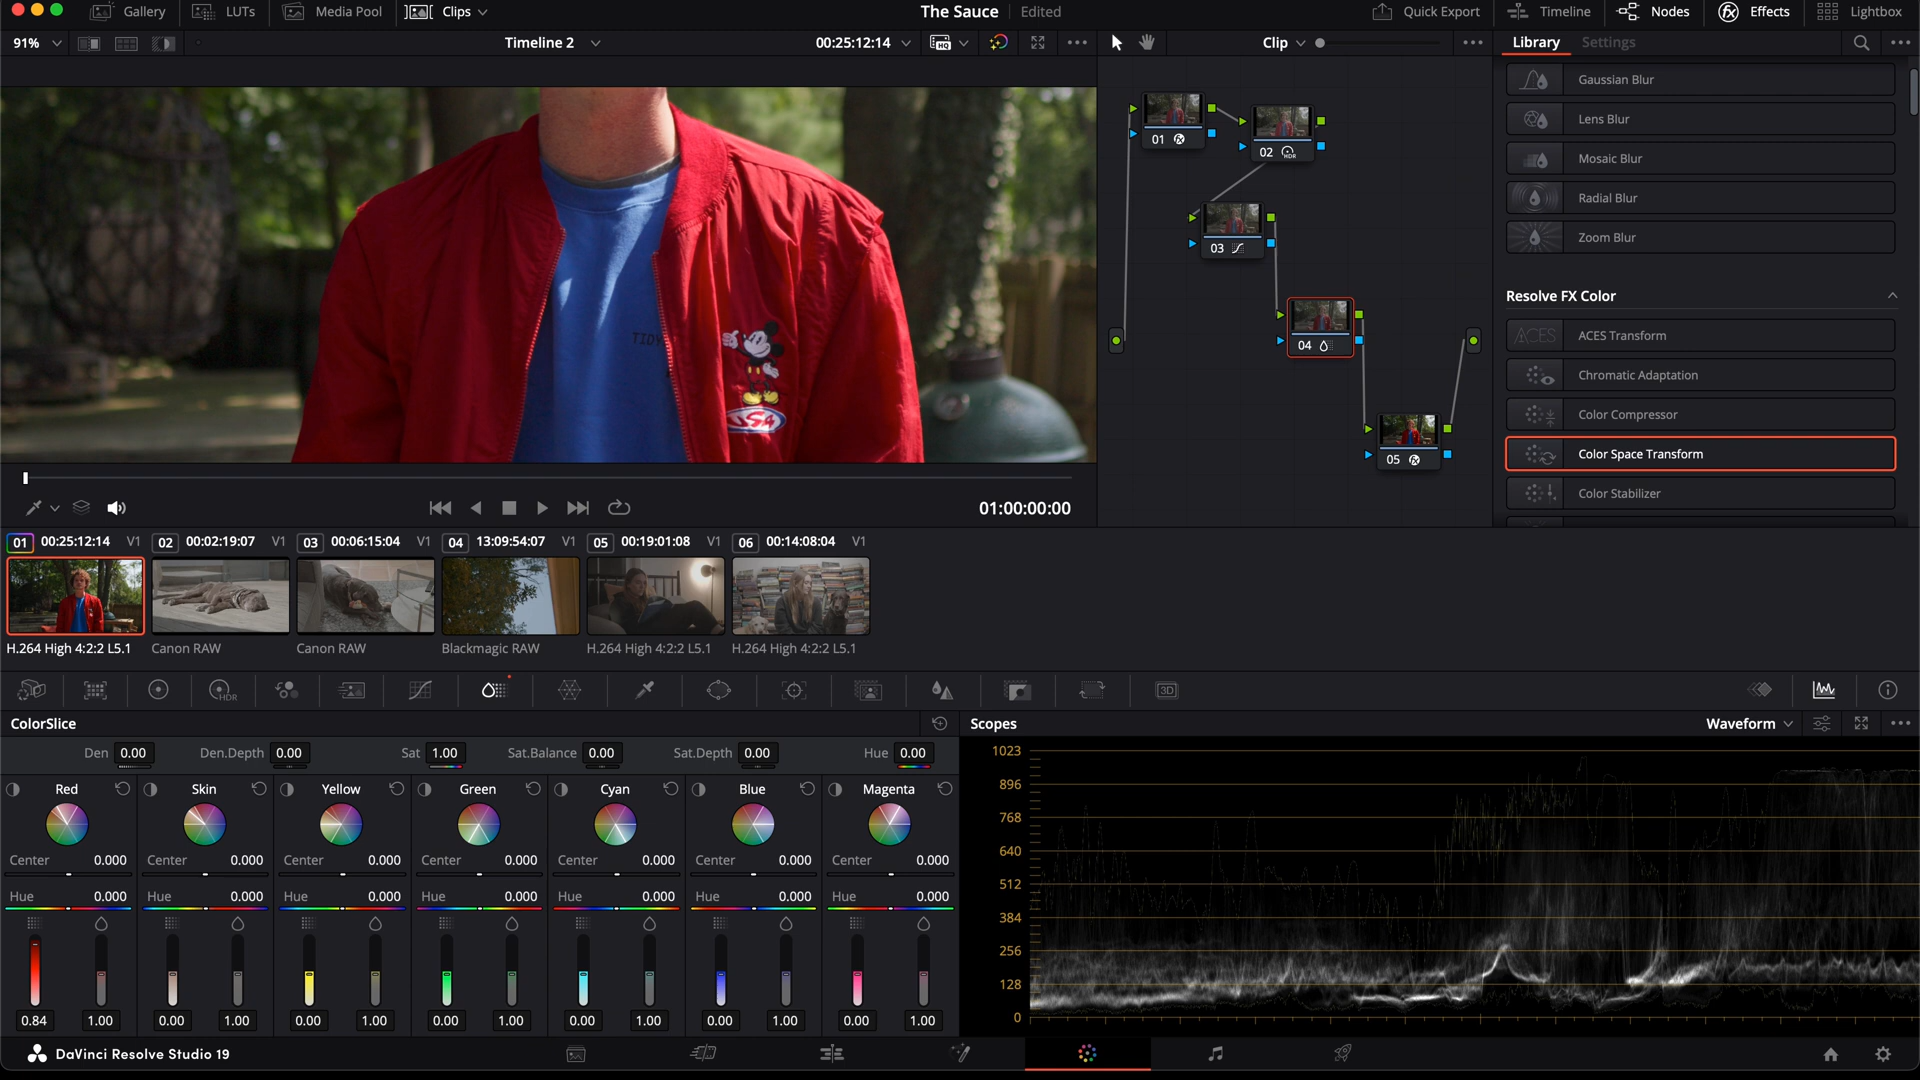 Gallery LUTs Media Pool Clips The Sauce Edited Quick Export Timeline Nodes Effects Lightbox
91% Timeline 2 00:25:12:14 Clip Library Settings
Gaussian Blur
Lens Blur
Mosaic Blur
Radial Blur
Zoom Blur
Resolve FX Color
ACES ACES Transform
Chromatic Adaptation
Color Compressor
Color Space Transform
Color Stabilizer
01
02 HDR
03
04
05
TIDY
USA
01:00:00:00
01 00:25:12:14 V1 02 00:02:19:07 V1 03 00:06:15:04 V1 04 13:09:54:07 V1 05 00:19:01:08 V1 06 00:14:08:04 V1
H.264 High 4:2:2 L5.1 Canon RAW Canon RAW Blackmagic RAW H.264 High 4:2:2 L5.1 H.264 High 4:2:2 L5.1
HDR 3D
ColorSlice
Den 0.00 Den.Depth 0.00 Sat 1.00 Sat.Balance 0.00 Sat.Depth 0.00 Hue 0.00
Red Skin Yellow Green Cyan Blue Magenta
Center 0.000 Center 0.000 Center 0.000 Center 0.000 Center 0.000 Center 0.000 Center 0.000
Hue 0.000 Hue 0.000 Hue 0.000 Hue 0.000 Hue 0.000 Hue 0.000 Hue 0.000
0.84 1.00 0.00 1.00 0.00 1.00 0.00 1.00 0.00 1.00 0.00 1.00 0.00 1.00
Scopes Waveform
1023
896
768
640
512
384
256
128
0
DaVinci Resolve Studio 19